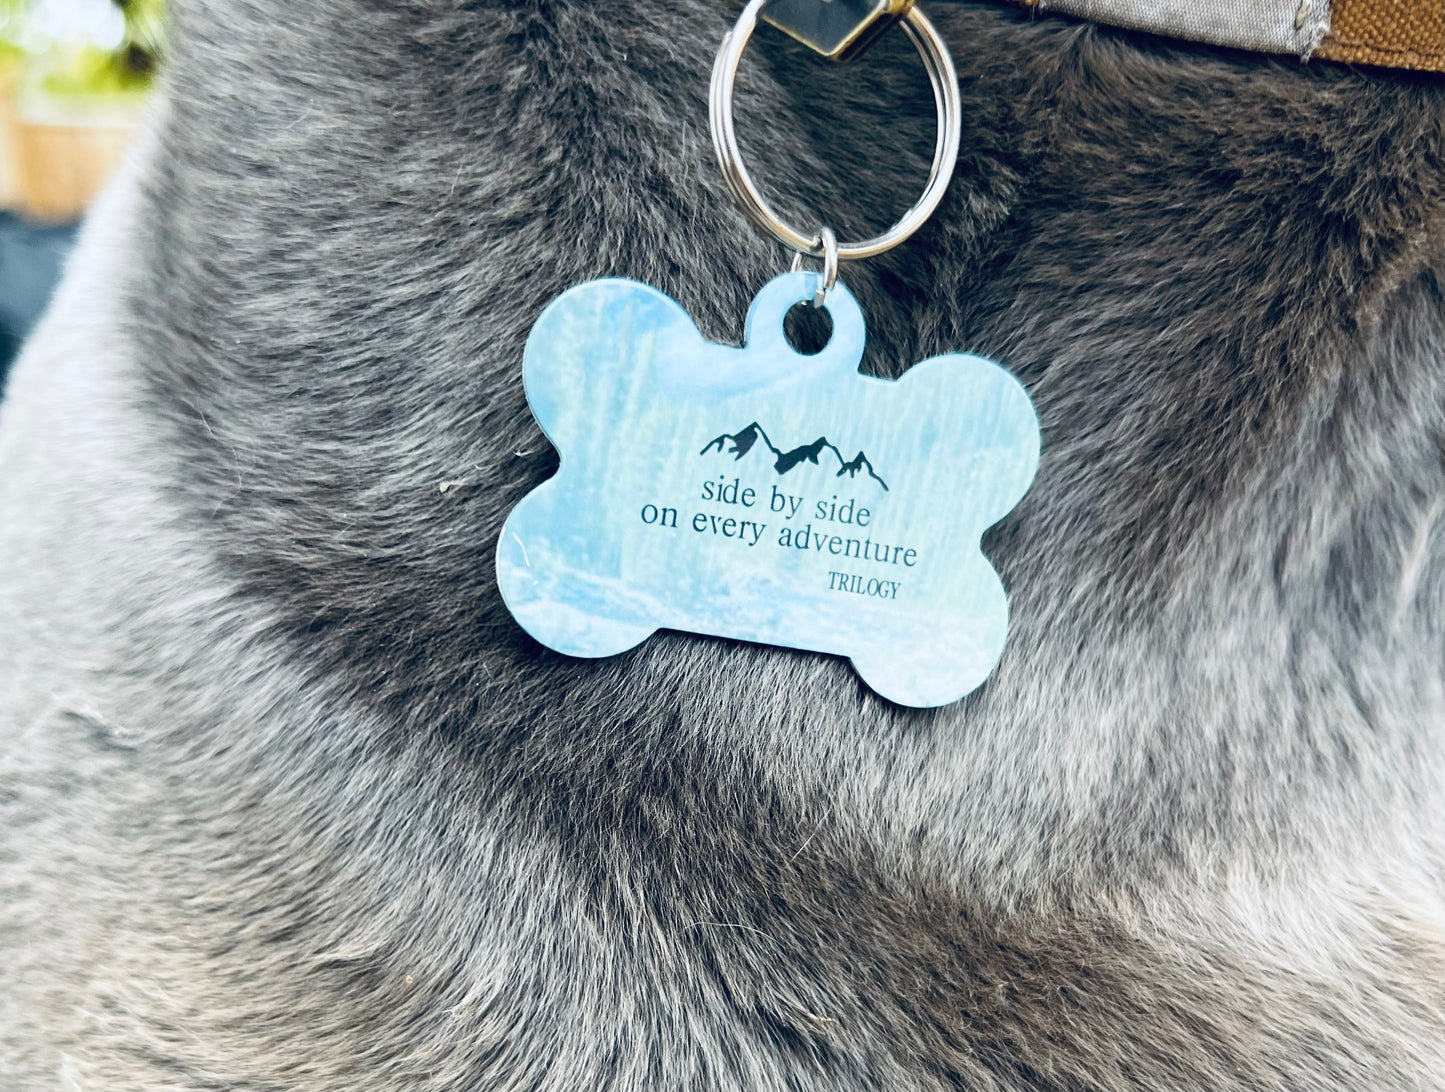 side by side
on every adventure
TRILOGY